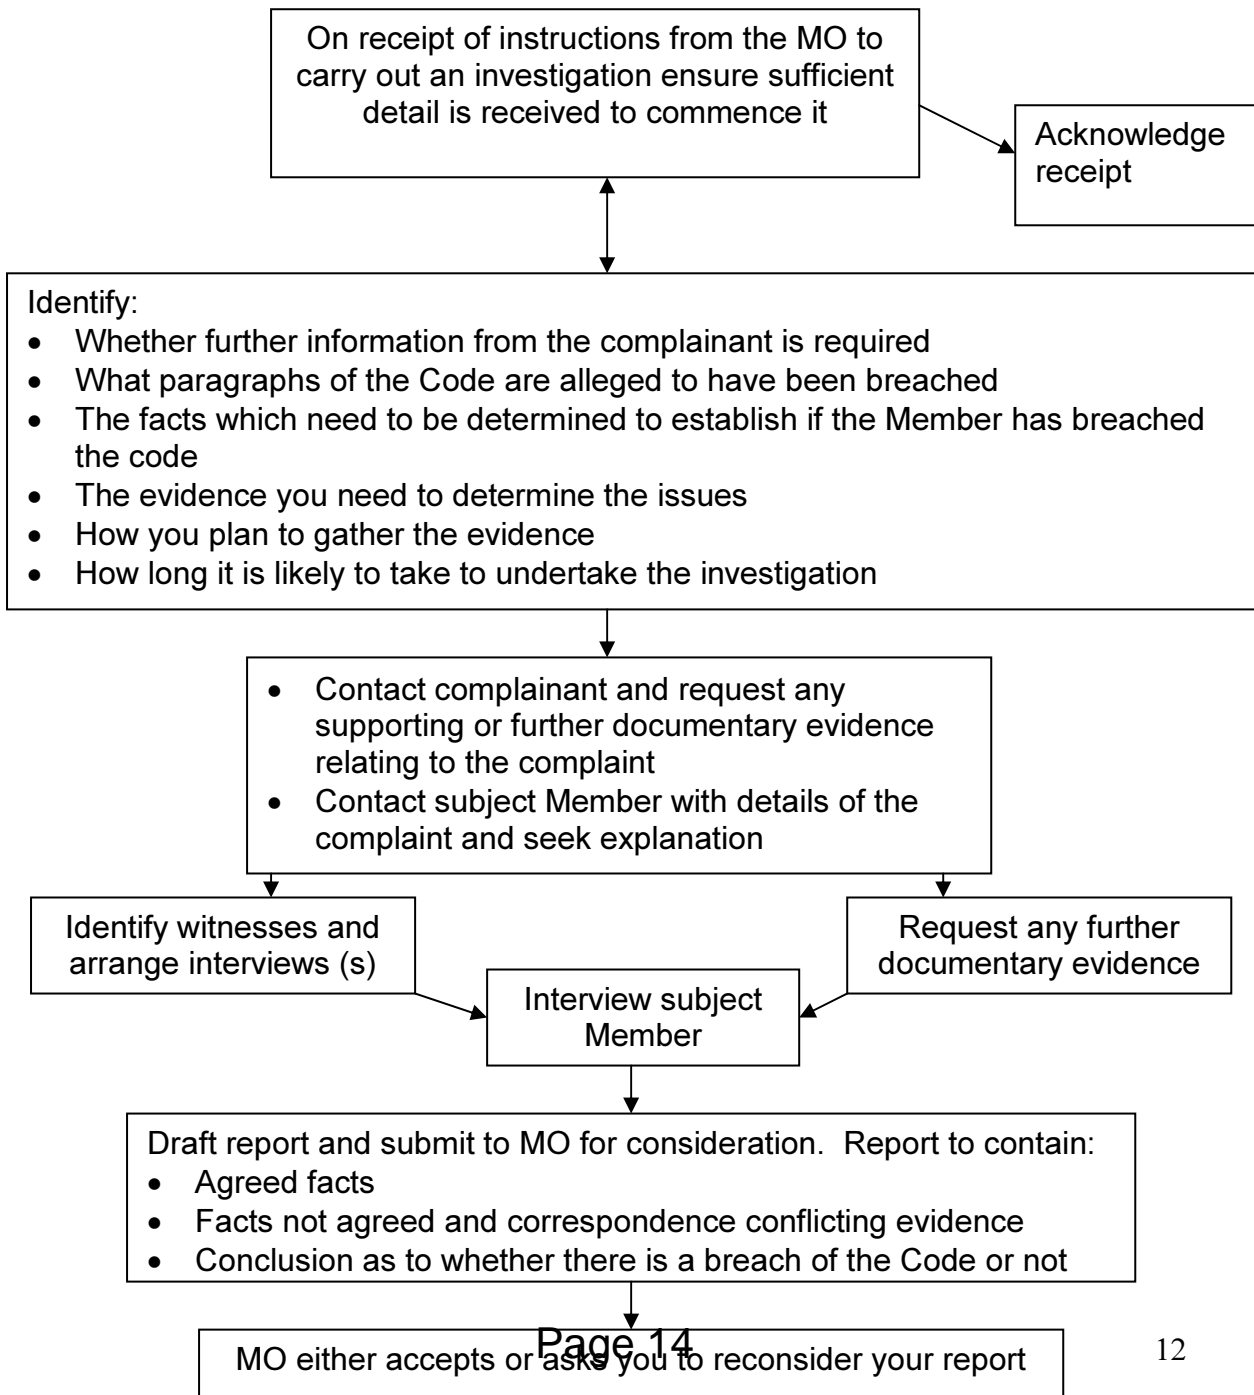 On receipt of instructions from the MO to
carry out an investigation ensure sufficient
detail is received to commence it
Acknowledge
receipt
Identify:
• Whether further information from the complainant is required
• What paragraphs of the Code are alleged to have been breached
• The facts which need to be determined to establish if the Member has breached
the code
• The evidence you need to determine the issues
• How you plan to gather the evidence
• How long it is likely to take to undertake the investigation
• Contact complainant and request any
supporting or further documentary evidence
relating to the complaint
• Contact subject Member with details of the
complaint and seek explanation
Identify witnesses and
arrange interviews (s)
Request any further
documentary evidence
Interview subject
Member
Draft report and submit to MO for consideration.  Report to contain:
• Agreed facts
• Facts not agreed and correspondence conflicting evidence
• Conclusion as to whether there is a breach of the Code or not
Page 14
MO either accepts or asks you to reconsider your report
12